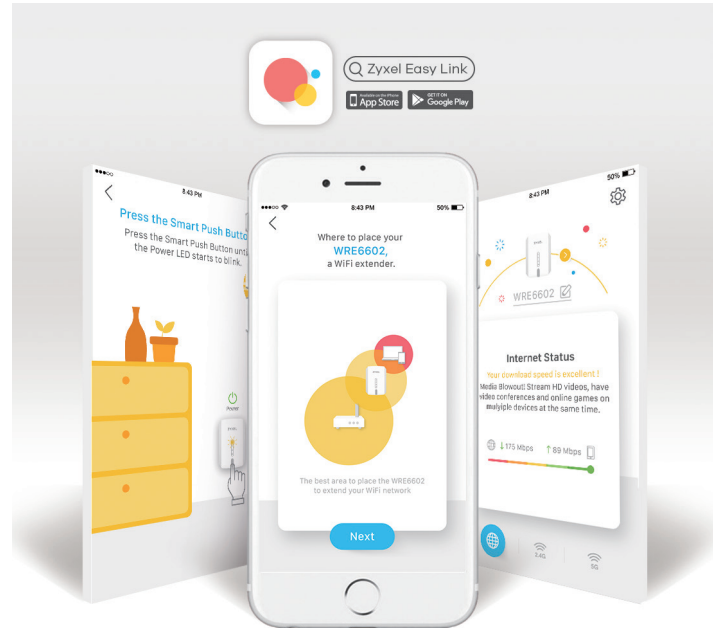 Zyxel Easy Link
Available on the iPhone
App Store
GET IT ON
Google Play
8:43 PM
Press the Smart Push Butto
Press the Smart Push Button unti
the Power LED starts to blink.
Power
ZYXEL
8:43 PM
50%
Where to place your
WRE6602,
a WiFi extender.
The best area to place the WRE6602
to extend your WiFi network
Next
8:43 PM
50%
WRE6602
Internet Status
Your download speed is excellent !
Media Blowout! Stream HD videos, have
video conferences and online games on
mulyiple devices at the same time.
↓175 Mbps ↑89 Mbps
2.4G
5G